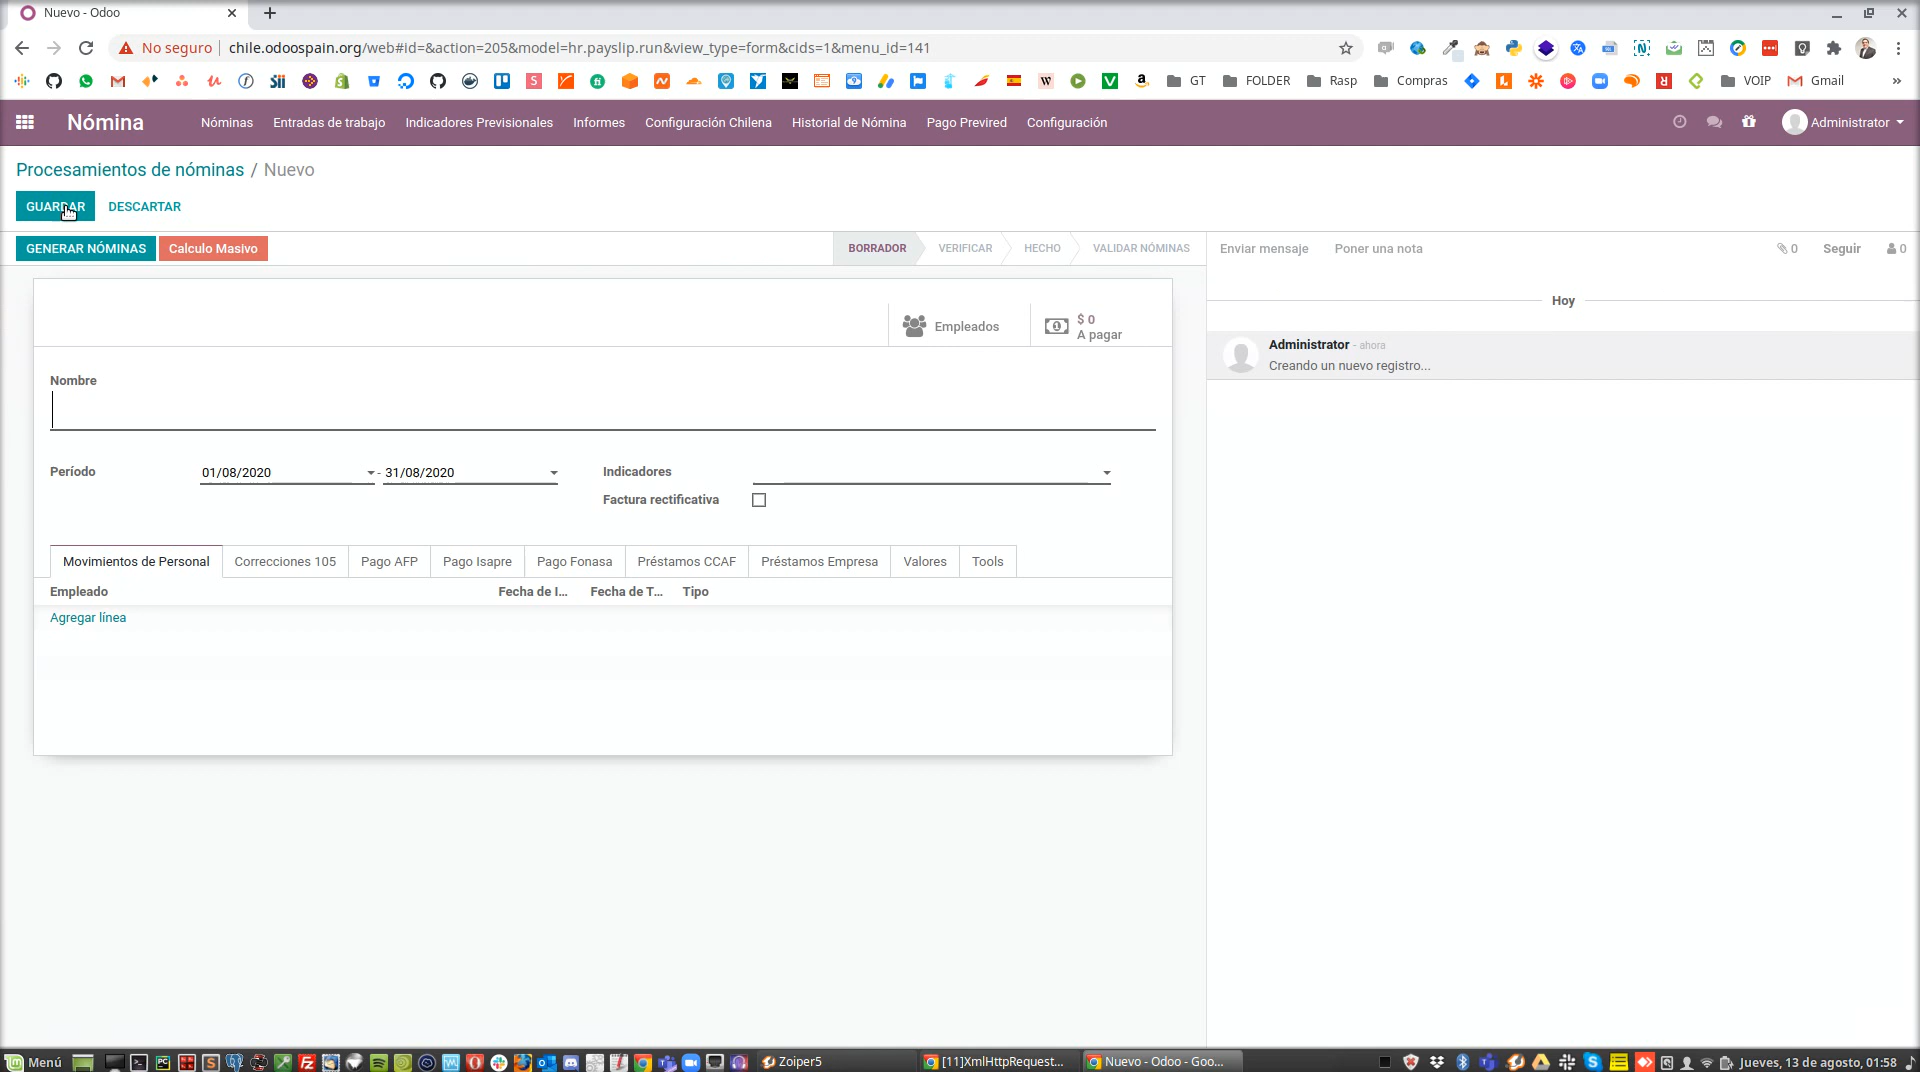 Nuevo - Odoo
No seguro
chile.odoospain.org/web#id=&action=205&model=hr.payslip.run&view_type=form&cids=1&menu_id=141
GT FOLDER Rasp Compras VOIP Gmail »
Nómina
Nóminas Entradas de trabajo Indicadores Previsionales Informes Configuración Chilena Historial de Nómina Pago Previred Configuración Administrator
Procesamientos de nóminas / Nuevo
GUARDAR DESCARTAR
GENERAR NÓMINAS Calculo Masivo BORRADOR VERIFICAR HECHO VALIDAR NÓMINAS
Enviar mensaje Poner una nota 0 Seguir 0
Hoy
Administrator - ahora
Creando un nuevo registro...
Empleados
$ 0
A pagar
Nombre
Período 01/08/2020 - 31/08/2020 Indicadores
Factura rectificativa
Movimientos de Personal Correcciones 105 Pago AFP Pago Isapre Pago Fonasa Préstamos CCAF Préstamos Empresa Valores Tools
Empleado Fecha de I... Fecha de T... Tipo
Agregar línea
Menú Zoiper5 [11]XmlHttpRequest... Nuevo - Odoo - Goo... Jueves, 13 de agosto, 01:58